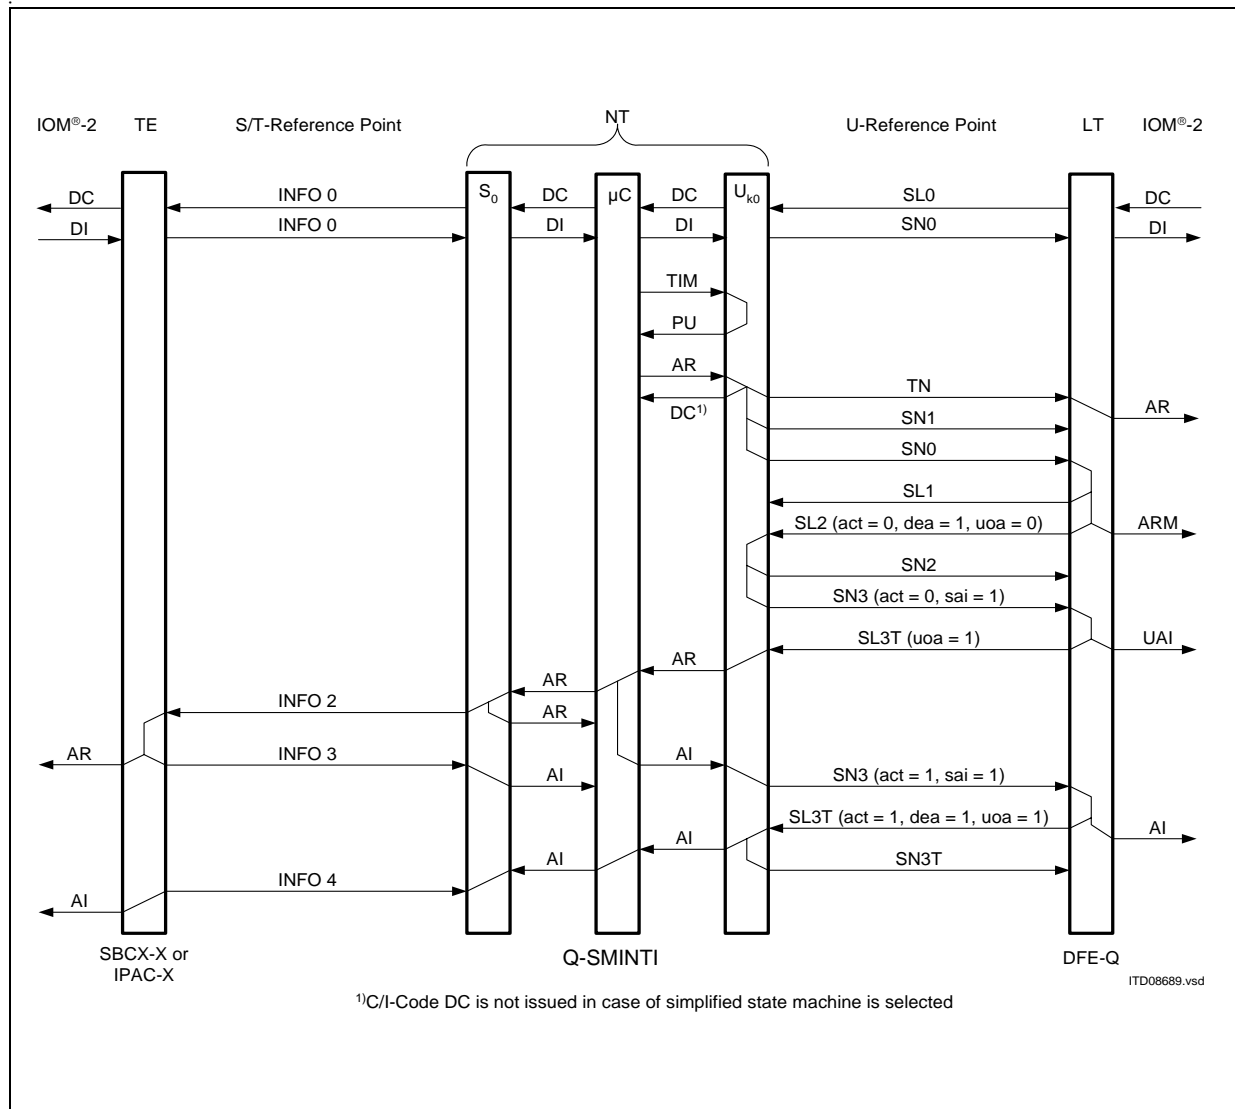 NT
IOM®-2 TE S/T-Reference Point U-Reference Point LT IOM®-2
S0 µC Uk0
DC INFO 0 DC DC SL0 DC
DI INFO 0 DI DI SN0 DI
TIM
PU
AR TN
DC1) AR
SN1
SN0
SL1
SL2 (act = 0, dea = 1, uoa = 0) ARM
SN2
SN3 (act = 0, sai = 1)
SL3T (uoa = 1) UAI
AR
AR
INFO 2
AR
AR INFO 3 AI
AI SN3 (act = 1, sai = 1)
SL3T (act = 1, dea = 1, uoa = 1) AI
AI
AI SN3T
INFO 4
AI
SBCX-X or
IPAC-X
Q-SMINTI
DFE-Q
ITD08689.vsd
1)C/I-Code DC is not issued in case of simplified state machine is selected